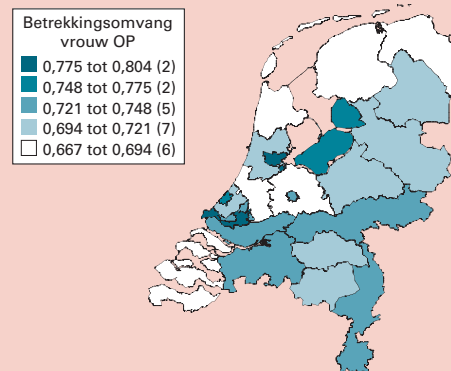 Betrekkingsomvang
vrouw OP
0,775 tot 0,804 (2)
0,748 tot 0,775 (2)
0,721 tot 0,748 (5)
0,694 tot 0,721 (7)
0,667 tot 0,694 (6)